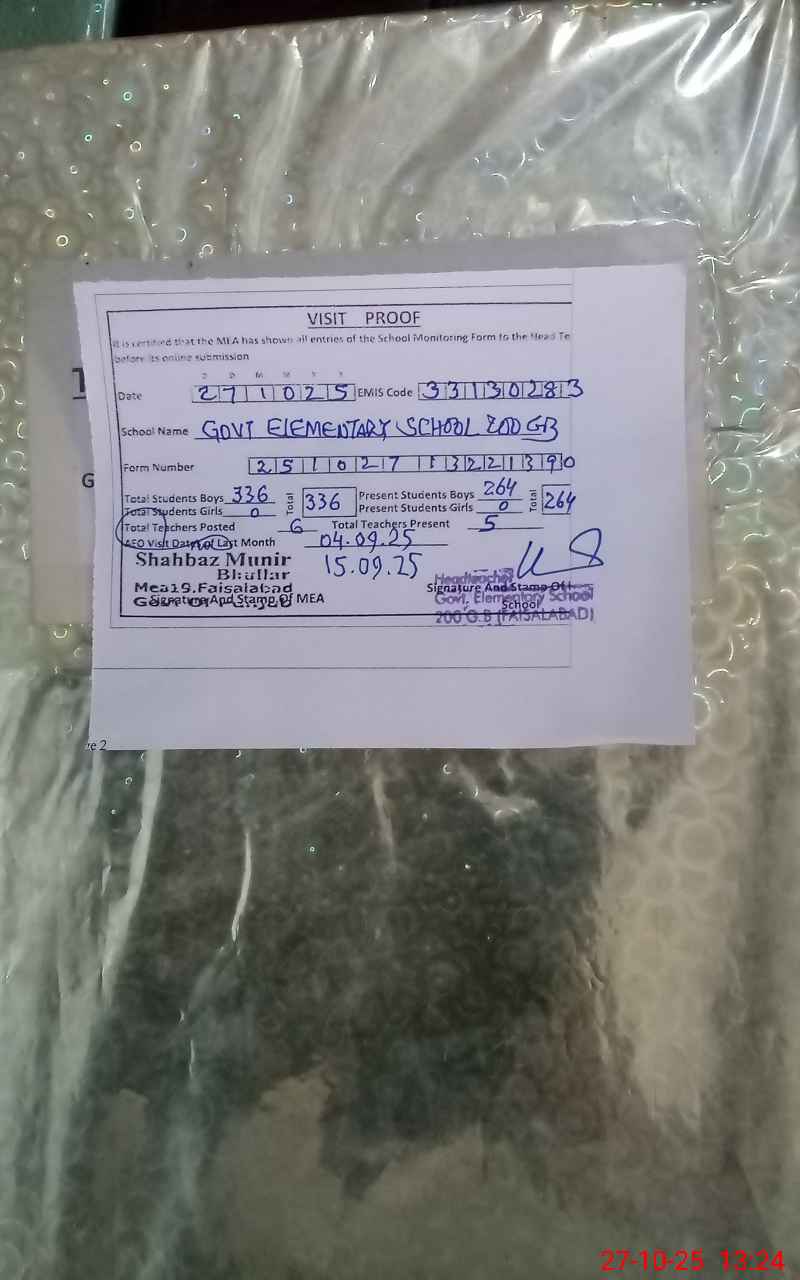 VISIT PROOF
It is certified that the MEA has shown all entries of the School Monitoring Form to the Head Te
before its online submission
D D M M Y Y
Date 2 7 1 0 2 5 EMIS Code 3 3 1 3 0 2 8 3
School Name GOVT ELEMENTARY SCHOOL 200 GB
Form Number 2 5 1 0 2 7 1 3 2 2 1 3 9 0
Total Students Boys 336 Total 336 Present Students Boys 264 Total 264
Total Students Girls 0 Present Students Girls 0
Total Teachers Posted 6 Total Teachers Present 5
AEO Visit Date of Last Month 04.09.25
15.09.25
Shahbaz Munir
Bhullar
Mea19.Faisalabad
Signature And Stamp Of MEA
Headteacher
Signature And Stamp Of
Govt. Elementary School
School
200 G.B (FAISALABAD)
G
27-10-25 13:24